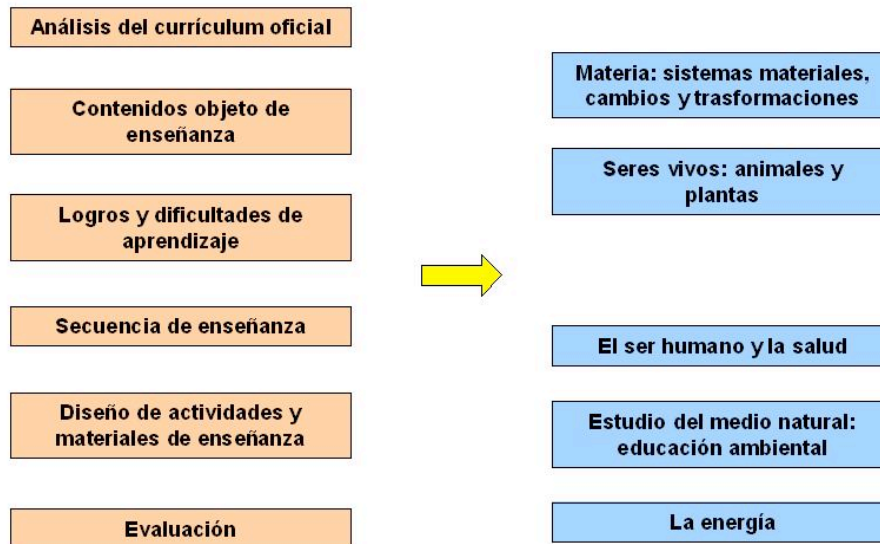 Análisis del currículum oficial
Contenidos objeto de
enseñanza
Logros y dificultades de
aprendizaje
Secuencia de enseñanza
Diseño de actividades y
materiales de enseñanza
Evaluación
Materia: sistemas materiales,
cambios y trasformaciones
Seres vivos: animales y
plantas
El ser humano y la salud
Estudio del medio natural:
educación ambiental
La energía